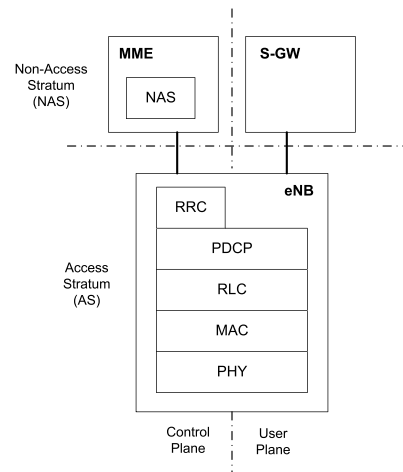 MME
S-GW
Non-Access
Stratum
(NAS)
NAS
eNB
RRC
PDCP
Access
Stratum
(AS)
RLC
MAC
PHY
Control
Plane
User
Plane